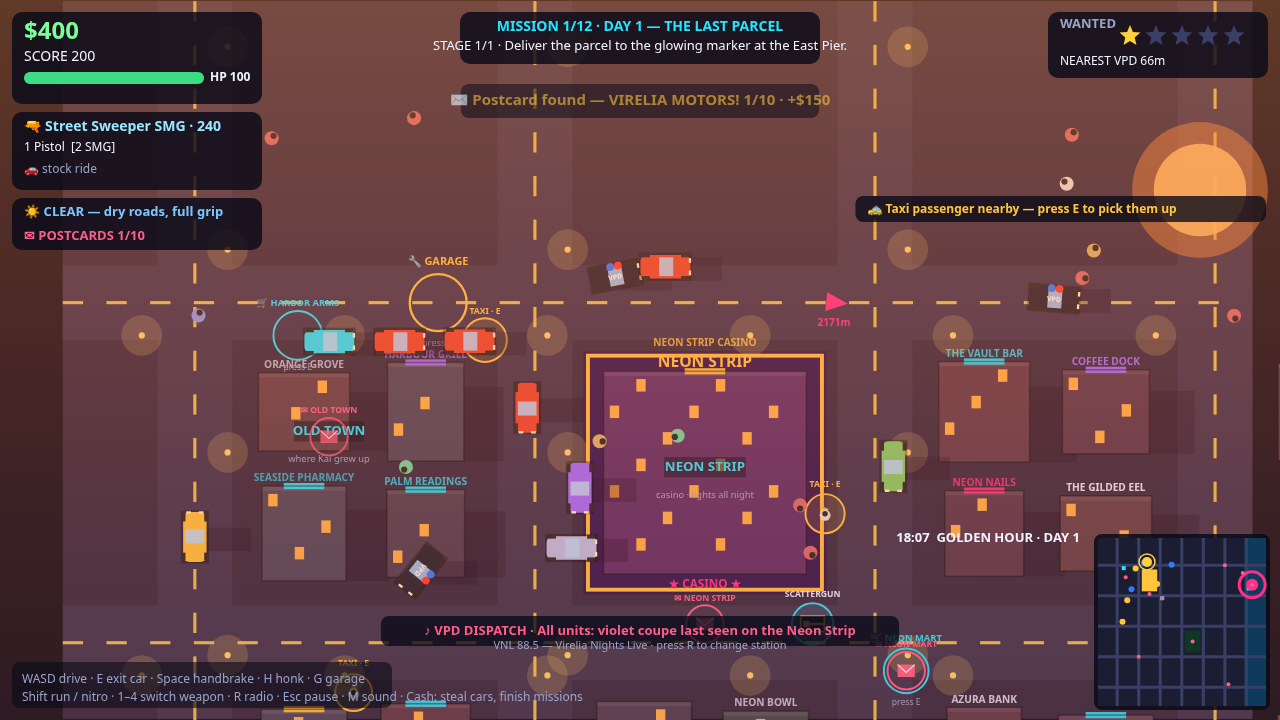 $400
SCORE 200
HP 100
🔫 Street Sweeper SMG · 240
1 Pistol [2 SMG]
🚗 stock ride
☀️ CLEAR — dry roads, full grip
✉ POSTCARDS 1/10
MISSION 1/12 · DAY 1 — THE LAST PARCEL
STAGE 1/1 · Deliver the parcel to the glowing marker at the East Pier.
✉️ Postcard found — VIRELIA MOTORS! 1/10 · +$150
WANTED
NEAREST VPD 66m
🚕 Taxi passenger nearby — press E to pick them up
🔧 GARAGE
VPD
VPD
🛒 HARBOR ARMS
TAXI · E
2171m
press E
HARBOUR GRILL
ORANGE GROVE
NEON STRIP CASINO
NEON STRIP
THE VAULT BAR
COFFEE DOCK
✉ OLD TOWN
OLD TOWN
where Kai grew up
NEON STRIP
casino lights all night
SEASIDE PHARMACY
PALM READINGS
TAXI · E
NEON NAILS
THE GILDED EEL
18:07 GOLDEN HOUR · DAY 1
★ CASINO ★
✉ NEON STRIP
SCATTERGUN
♪ VPD DISPATCH · All units: violet coupe last seen on the Neon Strip
VNL 88.5 — Virelia Nights Live · press R to change station
NEON MART
press E
TAXI · E
WASD drive · E exit car · Space handbrake · H honk · G garage
Shift run / nitro · 1–4 switch weapon · R radio · Esc pause · M sound · Cash: steal cars, finish missions
NEON BOWL
AZURA BANK